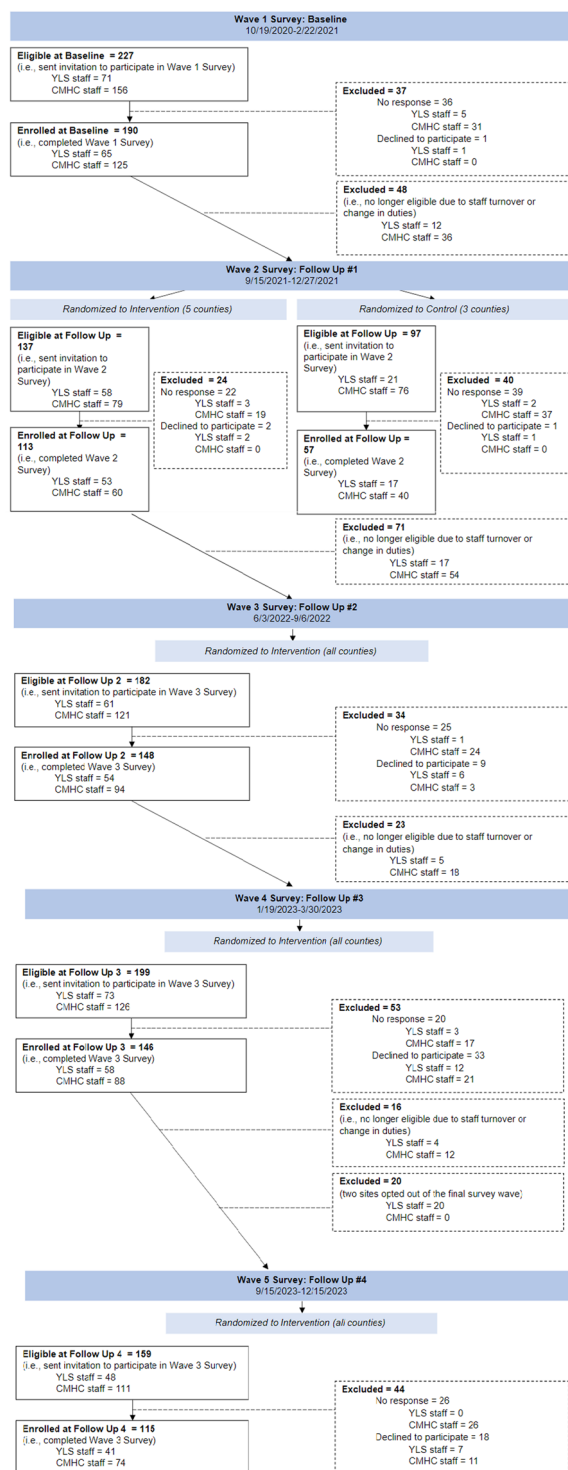 Wave 1 Survey: Baseline
10/19/2020-2/22/2021
Eligible at Baseline = 227
(i.e., sent invitation to participate in Wave 1 Survey)
YLS staff = 71
CMHC staff = 156
Excluded = 37
No response = 36
YLS staff = 5
CMHC staff = 31
Declined to participate = 1
YLS staff = 1
CMHC staff = 0
Enrolled at Baseline = 190
(i.e., completed Wave 1 Survey)
YLS staff = 65
CMHC staff = 125
Excluded = 48
(i.e., no longer eligible due to staff turnover or
change in duties)
YLS staff = 12
CMHC staff = 36
Wave 2 Survey: Follow Up #1
9/15/2021-12/27/2021
Randomized to Intervention (5 counties)
Eligible at Follow Up =
137
(i.e., sent invitation to
participate in Wave 2
Survey)
YLS staff = 58
CMHC staff = 79
Excluded = 24
No response = 22
YLS staff = 3
CMHC staff = 19
Declined to participate = 2
YLS staff = 2
CMHC staff = 0
Enrolled at Follow Up =
113
(i.e., completed Wave 2
Survey)
YLS staff = 53
CMHC staff = 60
Randomized to Control (3 counties)
Eligible at Follow Up = 97
(i.e., sent invitation to
participate in Wave 2
Survey)
YLS staff = 21
CMHC staff = 76
Excluded = 40
No response = 39
YLS staff = 2
CMHC staff = 37
Declined to participate = 1
YLS staff = 1
CMHC staff = 0
Enrolled at Follow Up =
57
(i.e., completed Wave 2
Survey)
YLS staff = 17
CMHC staff = 40
Excluded = 71
(i.e., no longer eligible due to staff turnover
or change in duties)
YLS staff = 17
CMHC staff = 54
Wave 3 Survey: Follow Up #2
6/3/2022-9/6/2022
Randomized to Intervention (all counties)
Eligible at Follow Up 2 = 182
(i.e., sent invitation to participate in Wave 3 Survey)
YLS staff = 61
CMHC staff = 121
Excluded = 34
No response = 25
YLS staff = 1
CMHC staff = 24
Declined to participate = 9
YLS staff = 6
CMHC staff = 3
Enrolled at Follow Up 2 = 148
(i.e., completed Wave 3 Survey)
YLS staff = 54
CMHC staff = 94
Excluded = 23
(i.e., no longer eligible due to staff turnover or
change in duties)
YLS staff = 5
CMHC staff = 18
Wave 4 Survey: Follow Up #3
1/19/2023-3/30/2023
Randomized to Intervention (all counties)
Eligible at Follow Up 3 = 199
(i.e., sent invitation to participate in Wave 3 Survey)
YLS staff = 73
CMHC staff = 126
Excluded = 53
No response = 20
YLS staff = 3
CMHC staff = 17
Declined to participate = 33
YLS staff = 12
CMHC staff = 21
Enrolled at Follow Up 3 = 146
(i.e., completed Wave 3 Survey)
YLS staff = 58
CMHC staff = 88
Excluded = 16
(i.e., no longer eligible due to staff turnover or
change in duties)
YLS staff = 4
CMHC staff = 12
Excluded = 20
(two sites opted out of the final survey wave)
YLS staff = 20
CMHC staff = 0
Wave 5 Survey: Follow Up #4
9/15/2023-12/15/2023
Randomized to Intervention (all counties)
Eligible at Follow Up 4 = 159
(i.e., sent invitation to participate in Wave 3 Survey)
YLS staff = 48
CMHC staff = 111
Excluded = 44
No response = 26
YLS staff = 0
CMHC staff = 26
Declined to participate = 18
YLS staff = 7
CMHC staff = 11
Enrolled at Follow Up 4 = 115
(i.e., completed Wave 3 Survey)
YLS staff = 41
CMHC staff = 74